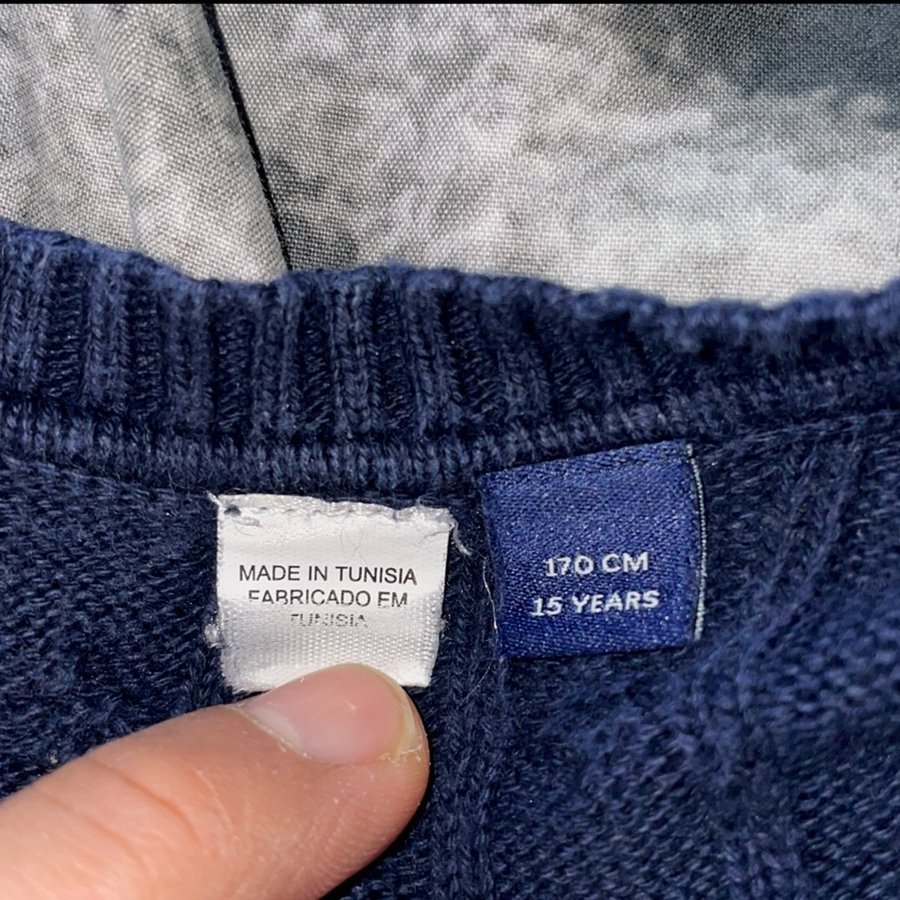 MADE IN TUNISIA
FABRICADO EM
TUNISIA
170 CM
15 YEARS